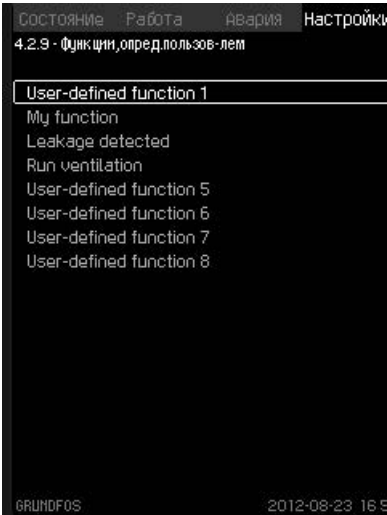 Состояние Работа Авария Настройки
4.2.9 - Функции,опред.пользов-лем
User-defined function 1
My function
Leakage detected
Run ventilation
User-defined function 5
User-defined function 6
User-defined function 7
User-defined function 8
GRUNDFOS 2012-08-23 16